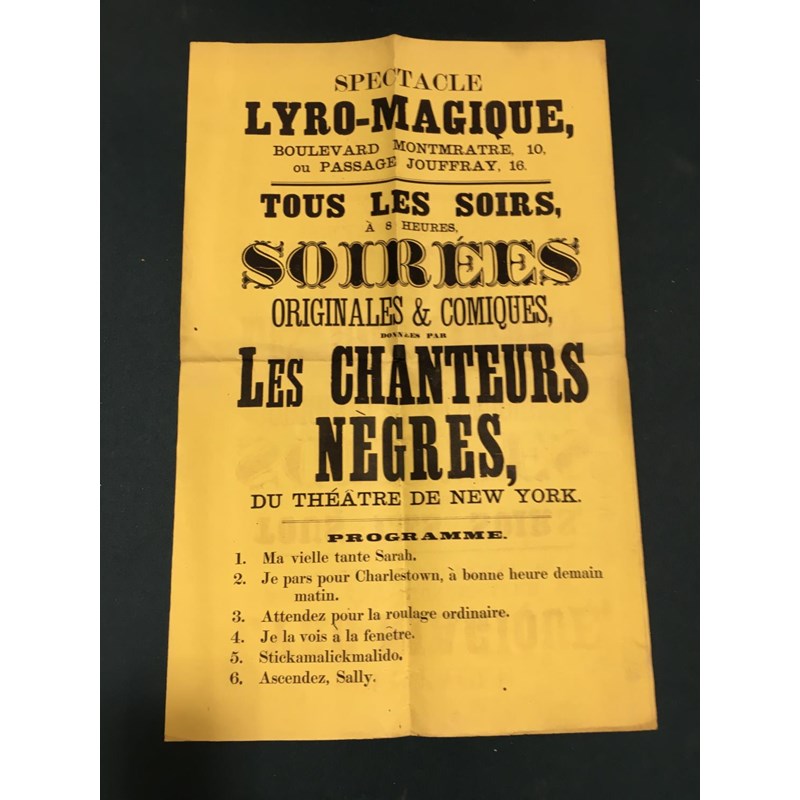 SPECTACLE
LYRO-MAGIQUE,
BOULEVARD MONTMRATRE, 10,
OU PASSAGE JOUFFRAY, 16.
TOUS LES SOIRS,
À 8 HEURES,
SOIRÉES
ORIGINALES & COMIQUES,
DONNÉES PAR
LES CHANTEURS
NÈGRES,
DU THÉÂTRE DE NEW YORK.
PROGRAMME.
1. Ma vielle tante Sarah.
2. Je pars pour Charlestown, à bonne heure demain
matin.
3. Attendez pour la roulage ordinaire.
4. Je la vois à la fenêtre.
5. Stickamalickmalido.
6. Ascendez, Sally.